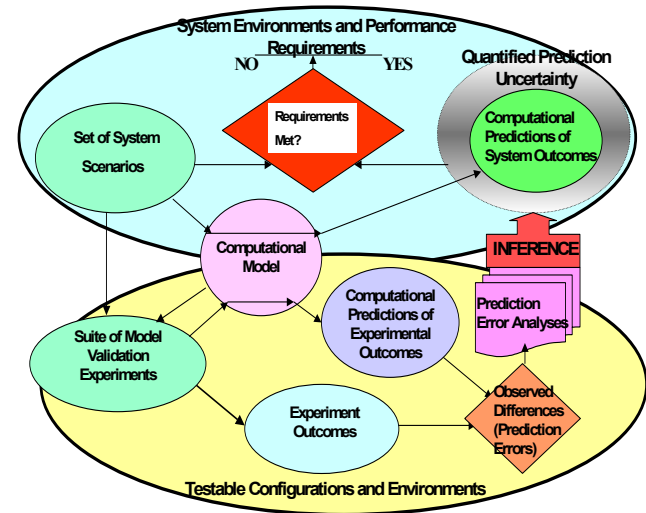 System Environments and Performance
Requirements
NO
YES
Quantified Prediction
Uncertainty
Requirements
Met?
Computational
Predictions of
System Outcomes
Set of System
Scenarios
Computational
Model
INFERENCE
Computational
Predictions of
Experimental
Outcomes
Prediction
Error Analyses
Suite of Model
Validation
Experiments
Observed
Differences
(Prediction
Errors)
Experiment
Outcomes
Testable Configurations and Environments